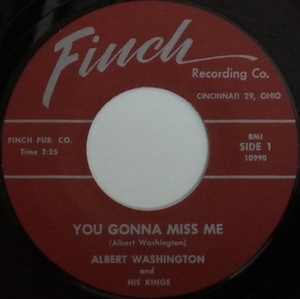 Finch
Recording Co.
CINCINNATI 29, OHIO
FINCH PUB. CO.
Time 2:26
BMI
SIDE 1
10990
YOU GONNA MISS ME
(Albert Washington)
ALBERT WASHINGTON
and
HIS KINGS